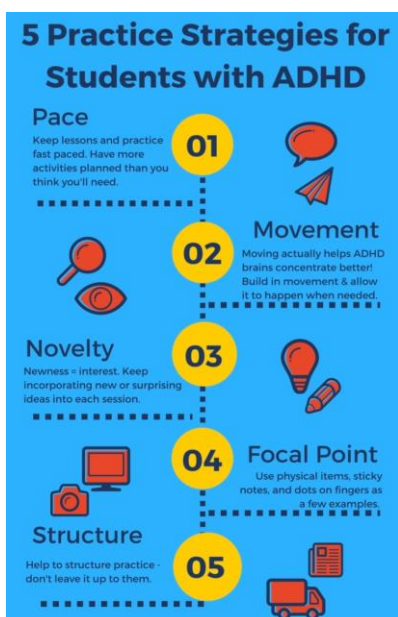 5 Practice Strategies for
Students with ADHD
Pace
Keep lessons and practice
fast paced. Have more
activities planned than you
think you'll need.
01
02
Movement
Moving actually helps ADHD
brains concentrate better!
Build in movement & allow
it to happen when needed.
Novelty
Newness = interest. Keep
incorporating new or surprising
ideas into each session.
03
04
Focal Point
Use physical items, sticky
notes, and dots on fingers as
a few examples.
Structure
Help to structure practice -
don't leave it up to them.
05